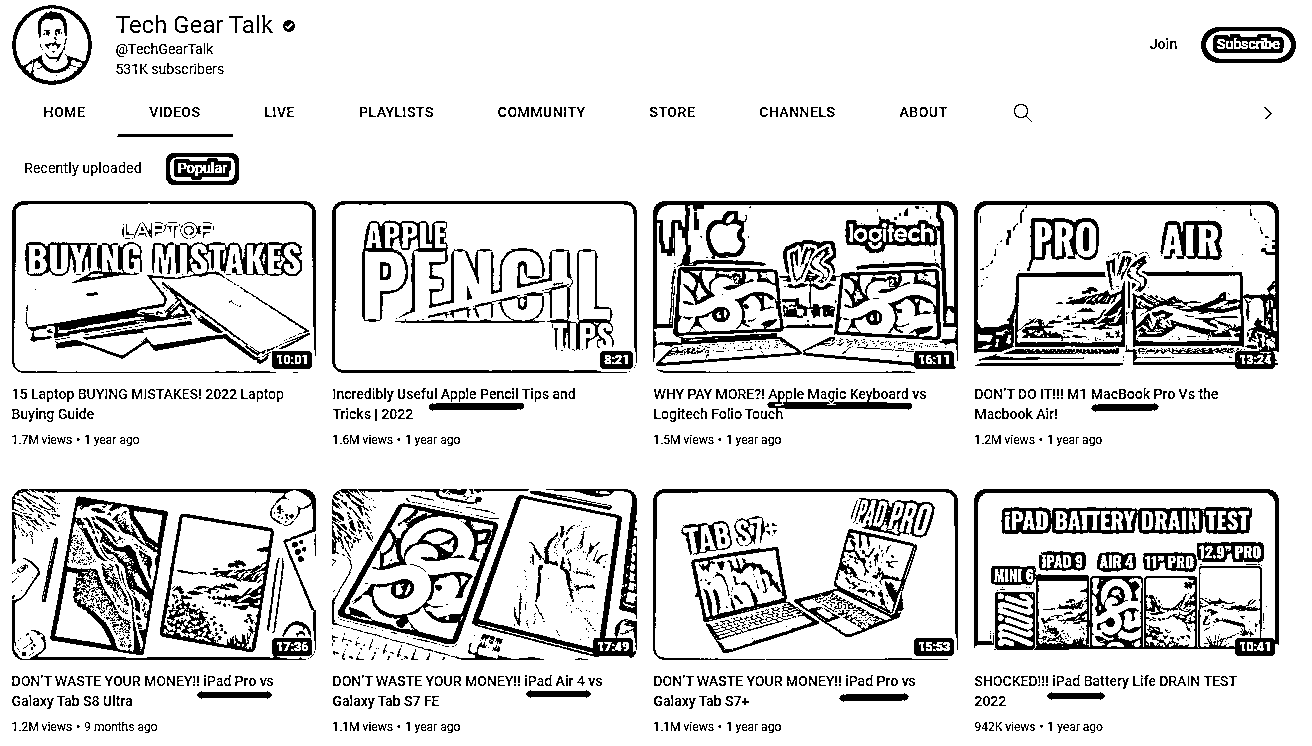 Tech Gear Talk
@TechGearTalk
531K subscribers
Join
Subscribe
HOME VIDEOS LIVE PLAYLISTS COMMUNITY STORE CHANNELS ABOUT
Recently uploaded
Popular
LAPTOP
BUYING MISTAKES
10:01
APPLE
PENCIL
TIPS
8:21
logitech
VS
16:11
PRO
VS
AIR
13:24
15 Laptop BUYING MISTAKES! 2022 Laptop
Buying Guide
1.7M views • 1 year ago
Incredibly Useful Apple Pencil Tips and
Tricks | 2022
1.6M views • 1 year ago
WHY PAY MORE?! Apple Magic Keyboard vs
Logitech Folio Touch
1.5M views • 1 year ago
DON'T DO IT!!! M1 MacBook Pro Vs the
Macbook Air!
1.2M views • 1 year ago
17:36
17:49
TAB S7+
iPAD PRO
15:53
iPAD BATTERY DRAIN TEST
MINI 6
iPAD 9
AIR 4
11" PRO
12.9" PRO
10:41
DON'T WASTE YOUR MONEY!! iPad Pro vs
Galaxy Tab S8 Ultra
1.2M views • 9 months ago
DON'T WASTE YOUR MONEY!! iPad Air 4 vs
Galaxy Tab S7 FE
1.1M views • 1 year ago
DON'T WASTE YOUR MONEY!! iPad Pro vs
Galaxy Tab S7+
1.1M views • 1 year ago
SHOCKED!!! iPad Battery Life DRAIN TEST
2022
942K views • 1 year ago